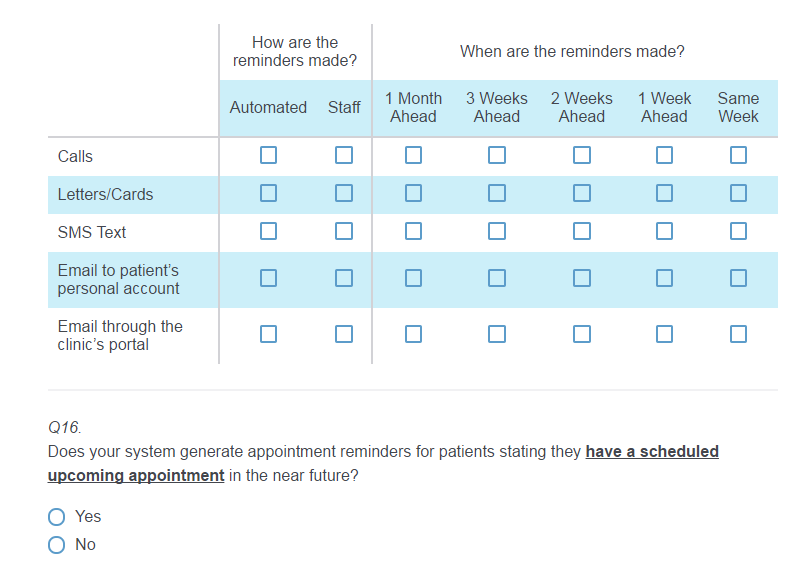 How are the
reminders made?
When are the reminders made?
Automated
Staff
1 Month
Ahead
3 Weeks
Ahead
2 Weeks
Ahead
1 Week
Ahead
Same
Week
Calls
Letters/Cards
SMS Text
Email to patient’s
personal account
Email through the
clinic’s portal
Q16.
Does your system generate appointment reminders for patients stating they have a scheduled
upcoming appointment in the near future?
Yes
No